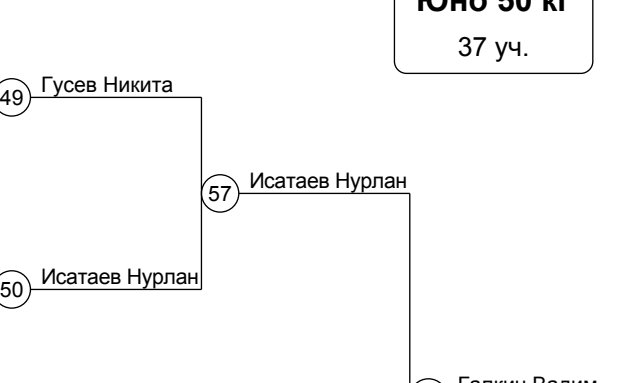 Юно 50 кг
37 уч.
49 Гусев Никита
57 Исатаев Нурлан
50 Исатаев Нурлан